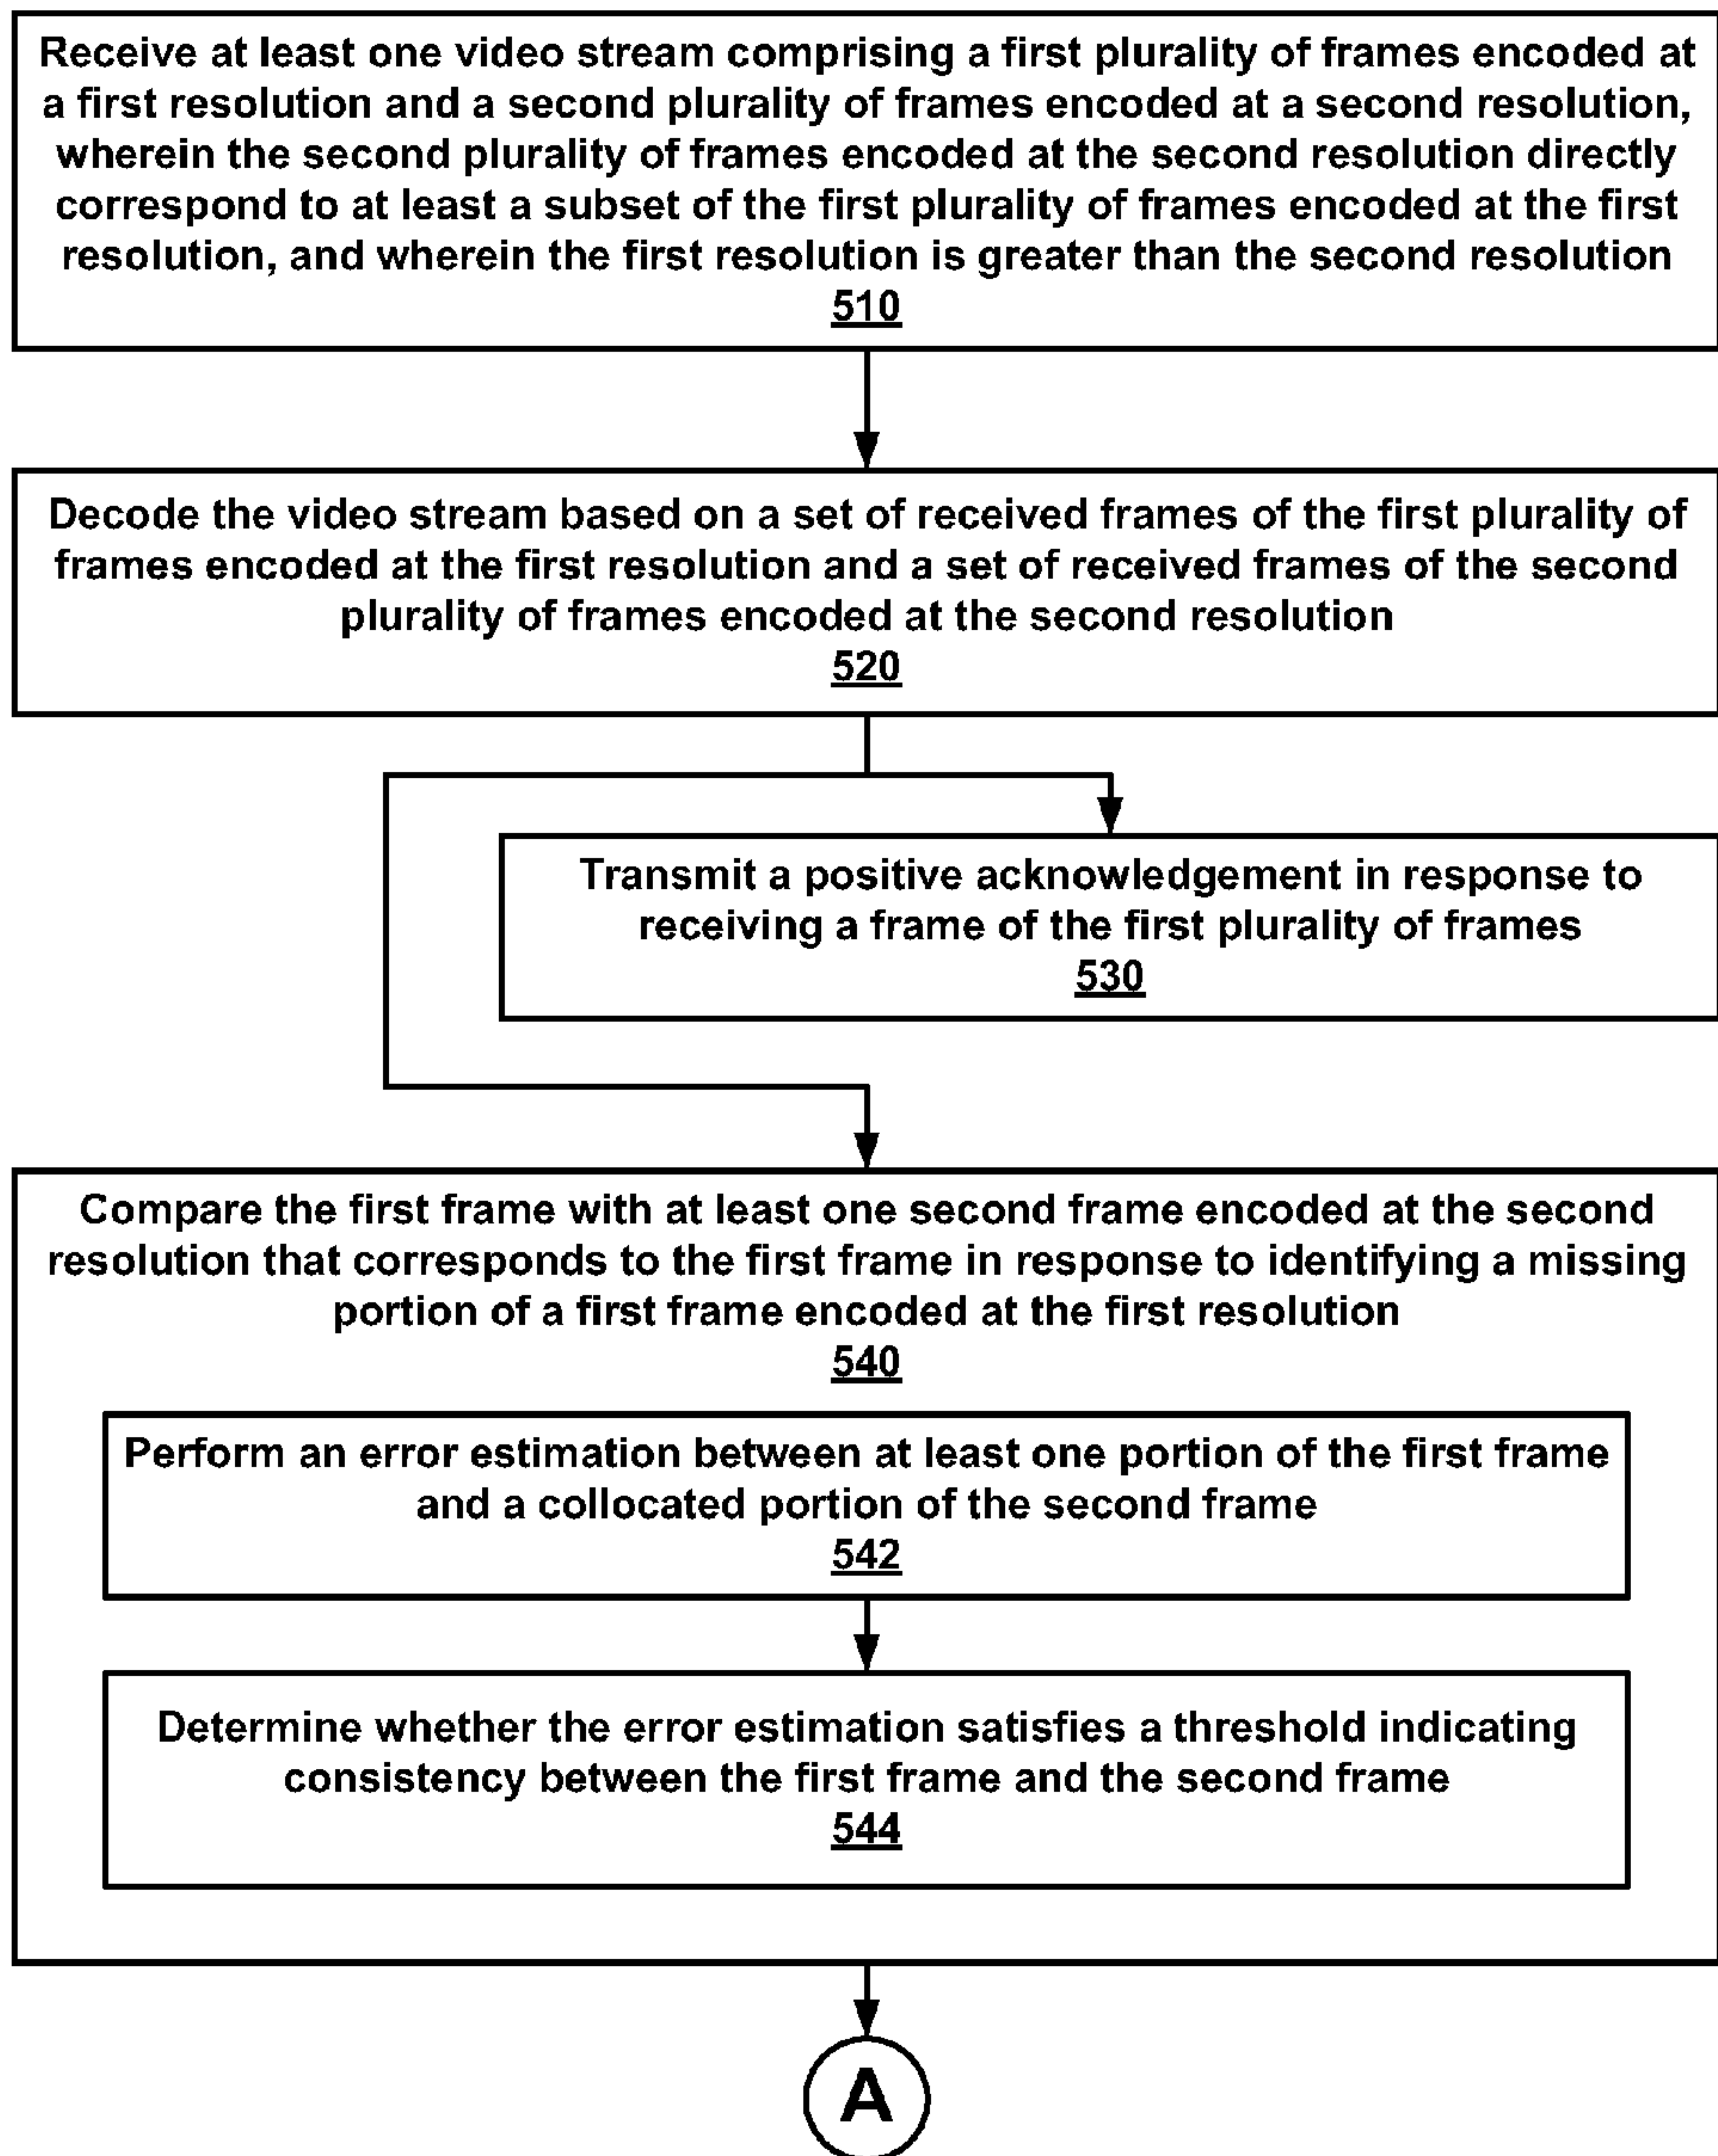 Receive at least one video stream comprising a first plurality of frames encoded at
a first resolution and a second plurality of frames encoded at a second resolution,
wherein the second plurality of frames encoded at the second resolution directly
correspond to at least a subset of the first plurality of frames encoded at the first
resolution, and wherein the first resolution is greater than the second resolution
510
Decode the video stream based on a set of received frames of the first plurality of
frames encoded at the first resolution and a set of received frames of the second
plurality of frames encoded at the second resolution
520
Transmit a positive acknowledgement in response to
receiving a frame of the first plurality of frames
530
Compare the first frame with at least one second frame encoded at the second
resolution that corresponds to the first frame in response to identifying a missing
portion of a first frame encoded at the first resolution
540
Perform an error estimation between at least one portion of the first frame
and a collocated portion of the second frame
542
Determine whether the error estimation satisfies a threshold indicating
consistency between the first frame and the second frame
544
A